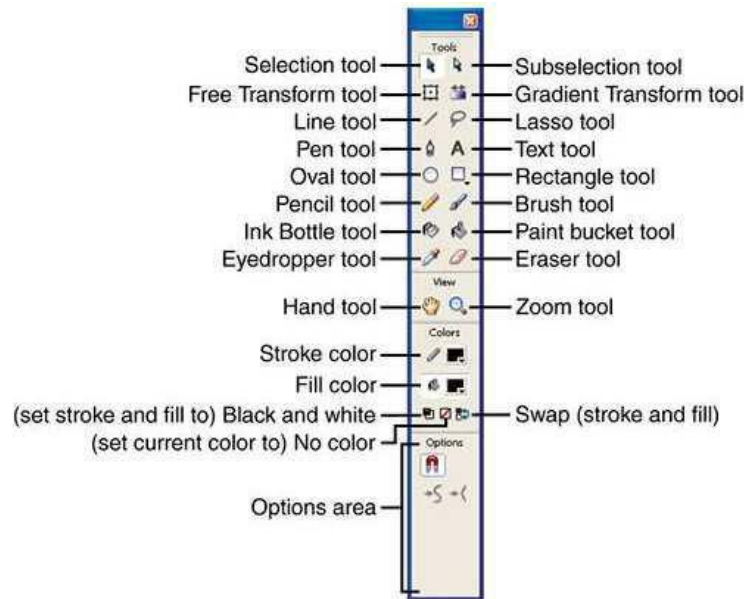 Tools
Selection tool
Subselection tool
Free Transform tool
Gradient Transform tool
Line tool
Lasso tool
Pen tool
A
Text tool
Oval tool
Rectangle tool
Pencil tool
Brush tool
Ink Bottle tool
Paint bucket tool
Eyedropper tool
Eraser tool
View
Hand tool
Zoom tool
Colors
Stroke color
Fill color
(set stroke and fill to) Black and white
Swap (stroke and fill)
(set current color to) No color
Options
Options area